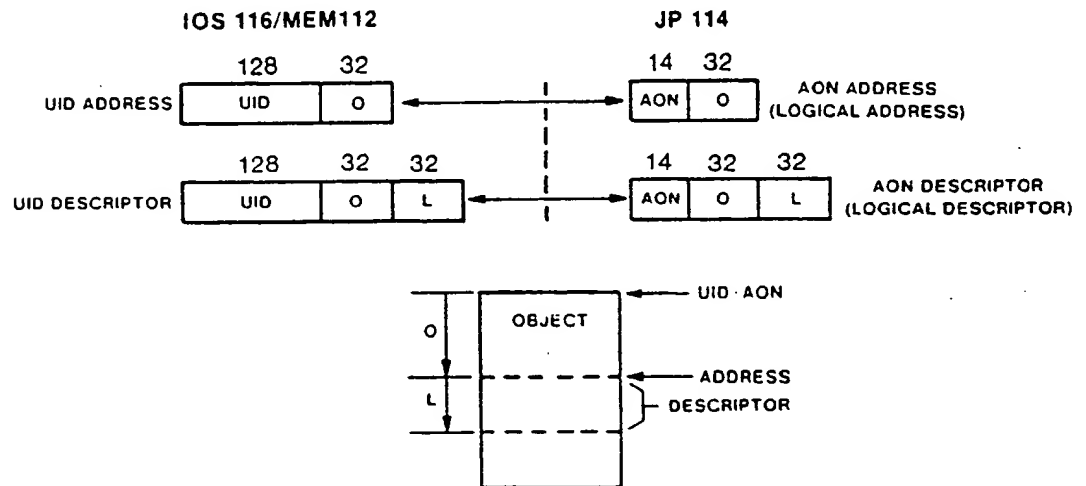 IOS 116/MEM112 JP 114
128 32 14 32
UID ADDRESS UID O AON O AON ADDRESS
(LOGICAL ADDRESS)
128 32 32 14 32 32
UID DESCRIPTOR UID O L AON O L AON DESCRIPTOR
(LOGICAL DESCRIPTOR)
UID·AON
OBJECT
O
ADDRESS
L
DESCRIPTOR